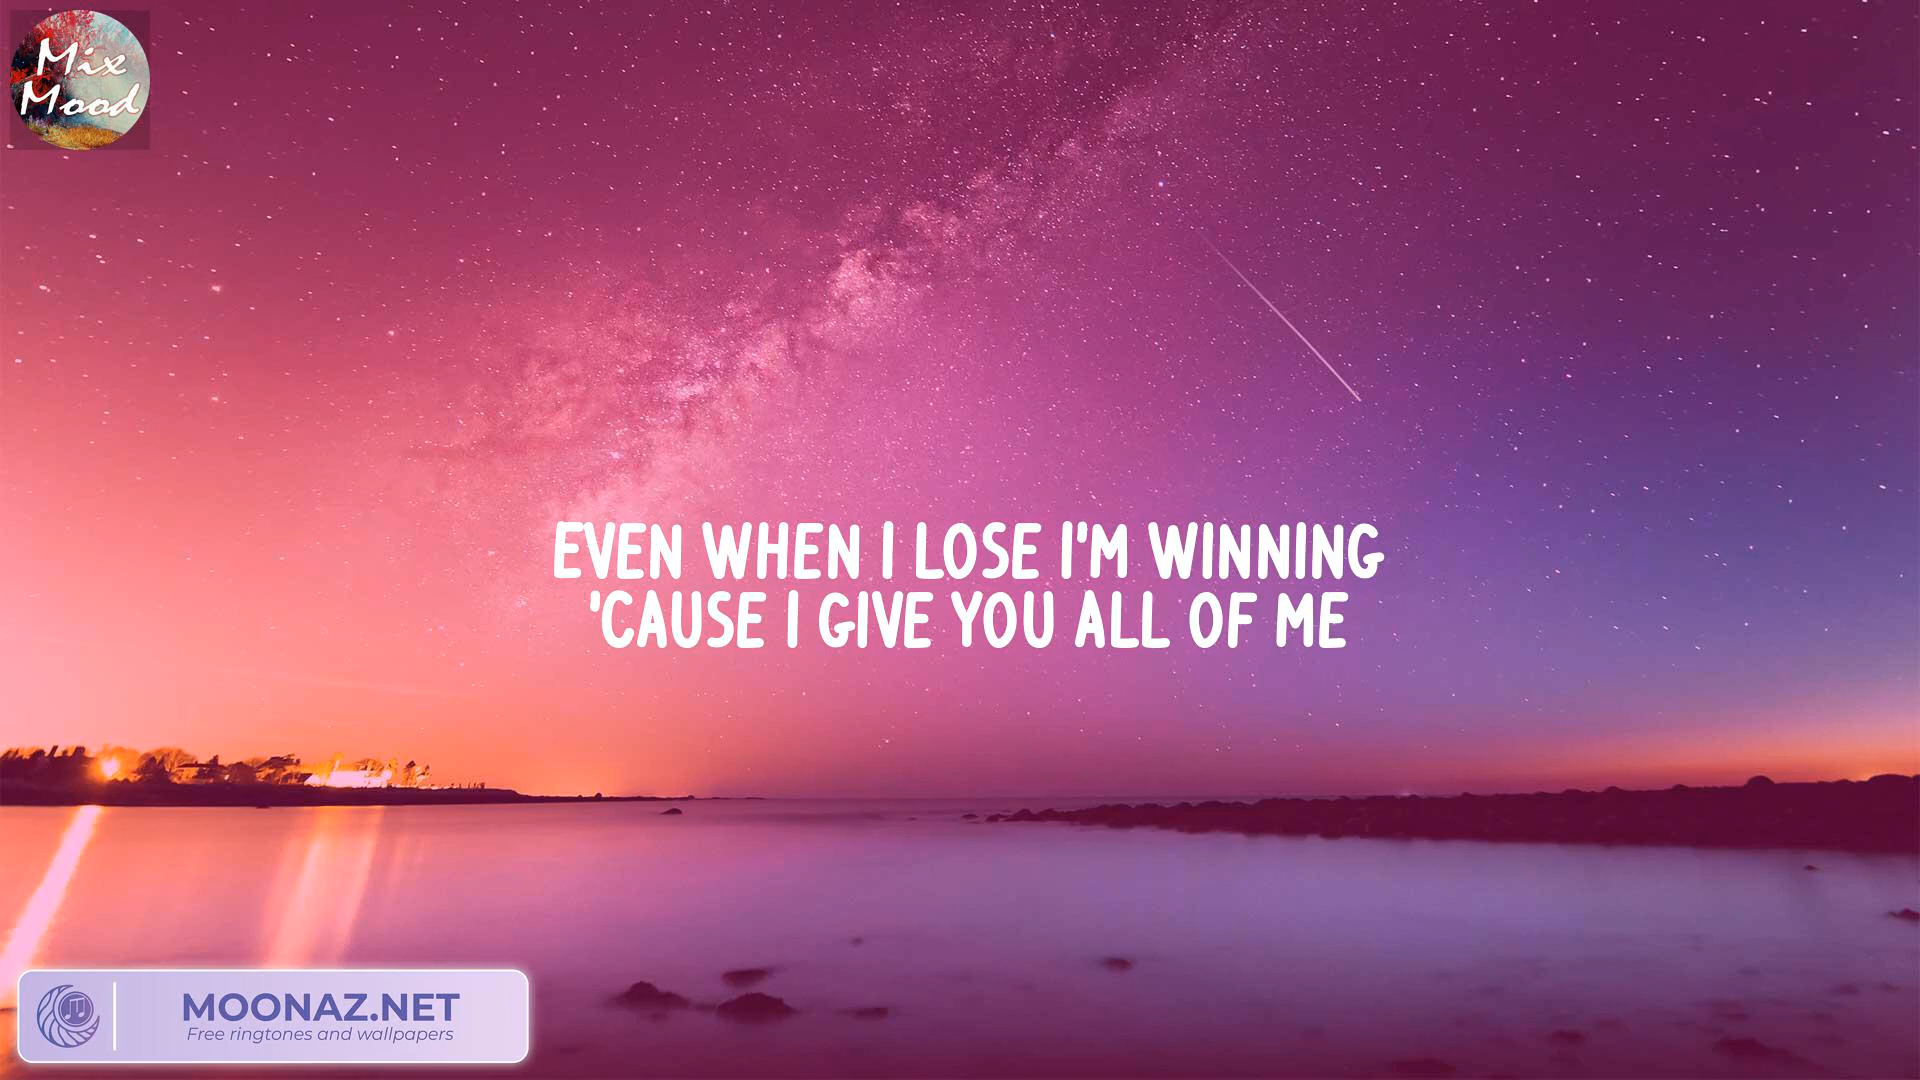 Mix
Mood
EVEN WHEN I LOSE I'M WINNING
'CAUSE I GIVE YOU ALL OF ME
MOONAZ.NET
Free ringtones and wallpapers